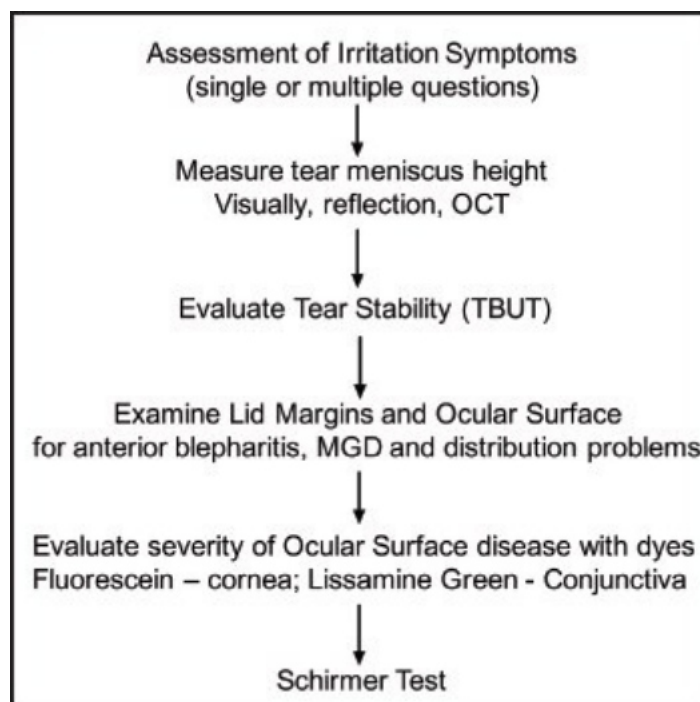 Assessment of Irritation Symptoms
(single or multiple questions)
Measure tear meniscus height
Visually, reflection, OCT
Evaluate Tear Stability (TBUT)
Examine Lid Margins and Ocular Surface
for anterior blepharitis, MGD and distribution problems
Evaluate severity of Ocular Surface disease with dyes
Fluorescein – cornea; Lissamine Green - Conjunctiva
Schirmer Test